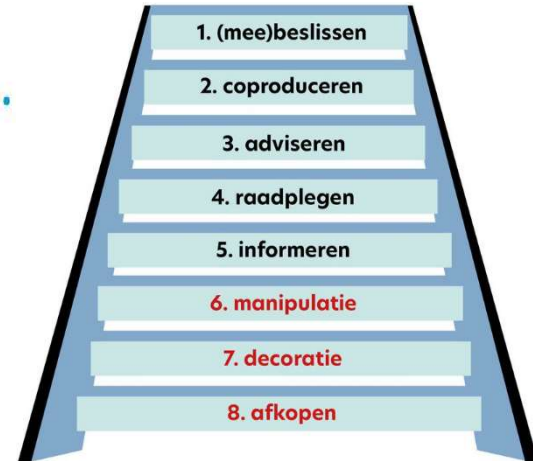 1. (mee)beslissen
2. coproduceren
3. adviseren
4. raadplegen
5. informeren
6. manipulatie
7. decoratie
8. afkopen